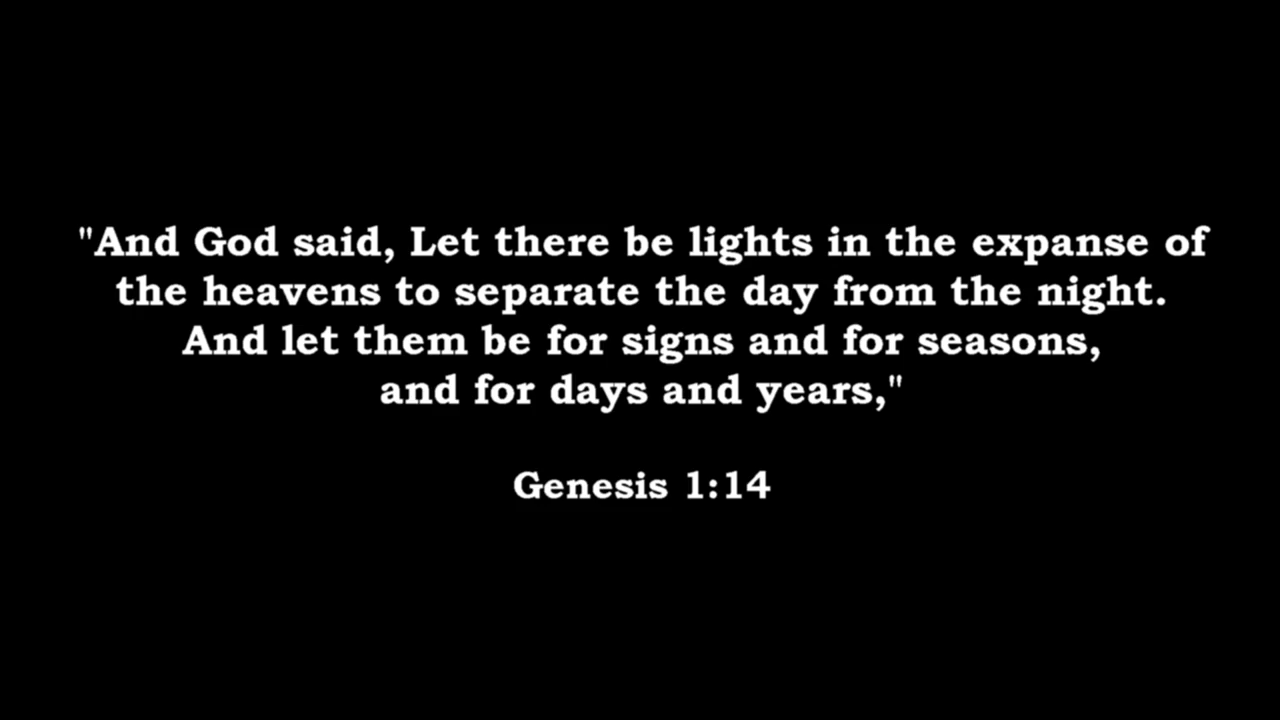 "And God said, Let there be lights in the expanse of
the heavens to separate the day from the night.
And let them be for signs and for seasons,
and for days and years,"
Genesis 1:14